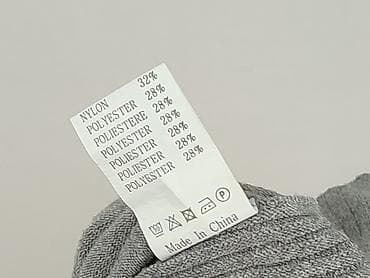 NYLON 32%
POLYESTER 28%
POLIESTERE 28%
POLYESTER 28%
POLIESTER 28%
POLIESTER 28%
POLYESTER 28%
P
Made In China